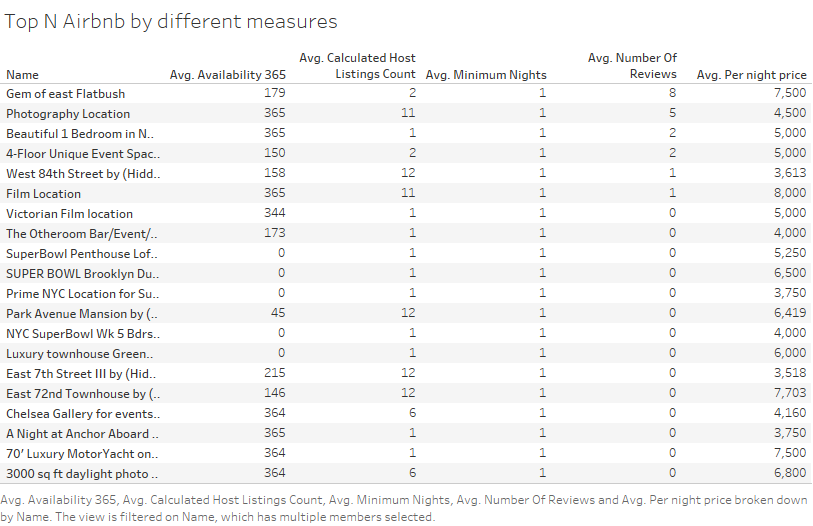 Top N Airbnb by different measures
Name Avg. Availability 365 Avg. Calculated Host Listings Count Avg. Minimum Nights Avg. Number Of Reviews Avg. Per night price
Gem of east Flatbush 179 2 1 8 7,500
Photography Location 365 11 1 5 4,500
Beautiful 1 Bedroom in N.. 365 1 1 2 5,000
4-Floor Unique Event Spac.. 150 2 1 2 5,000
West 84th Street by (Hidd.. 158 12 1 1 3,613
Film Location 365 11 1 1 8,000
Victorian Film location 344 1 1 0 5,000
The Otheroom Bar/Event/.. 173 1 1 0 4,000
SuperBowl Penthouse Lof.. 0 1 1 0 5,250
SUPER BOWL Brooklyn Du.. 0 1 1 0 6,500
Prime NYC Location for Su.. 0 1 1 0 3,750
Park Avenue Mansion by (.. 45 12 1 0 6,419
NYC SuperBowl Wk 5 Bdrs.. 0 1 1 0 4,000
Luxury townhouse Green.. 0 1 1 0 6,000
East 7th Street III by (Hid.. 215 12 1 0 3,518
East 72nd Townhouse by (.. 146 12 1 0 7,703
Chelsea Gallery for events.. 364 6 1 0 4,160
A Night at Anchor Aboard .. 365 1 1 0 3,750
70' Luxury MotorYacht on.. 364 1 1 0 7,500
3000 sq ft daylight photo .. 364 6 1 0 6,800
Avg. Availability 365, Avg. Calculated Host Listings Count, Avg. Minimum Nights, Avg. Number Of Reviews and Avg. Per night price broken down
by Name. The view is filtered on Name, which has multiple members selected.